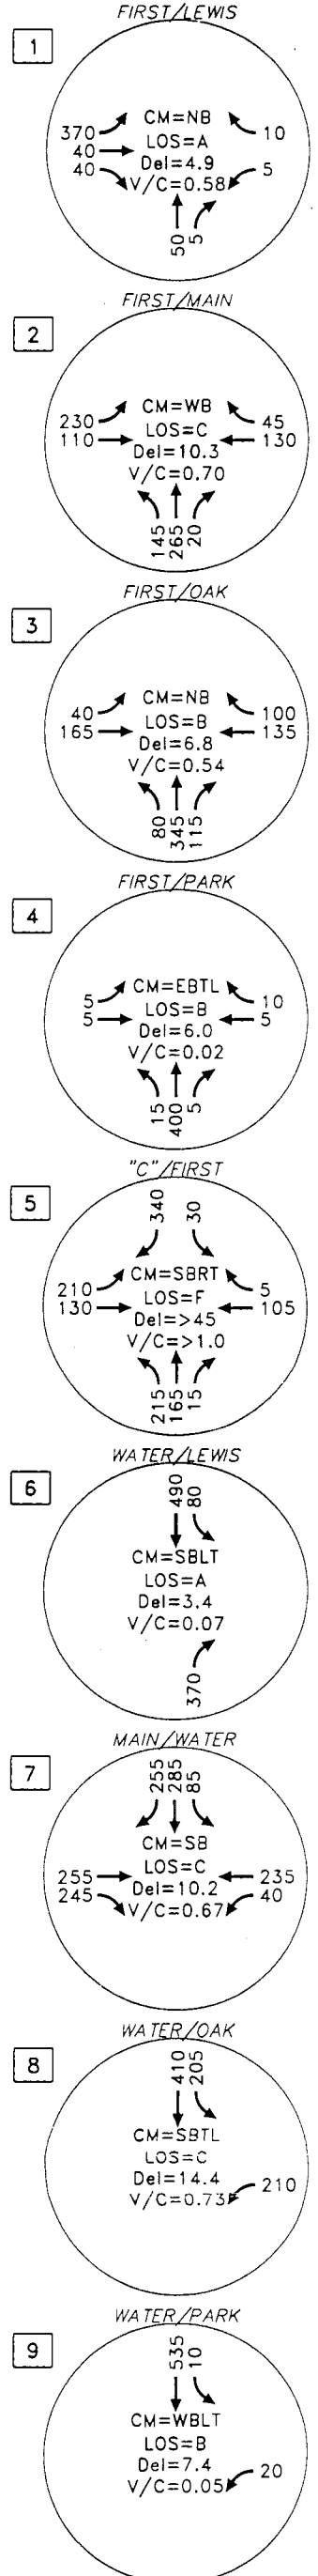 FIRST/LEWIS
1
CM=NB
370
10
LOS=A
40
Del=4.9
40
5
V/C=0.58
50
5
FIRST/MAIN
2
CM=WB
230
45
LOS=C
110
130
Del=10.3
V/C=0.70
145
265
20
FIRST/OAK
3
CM=NB
40
100
LOS=B
165
135
Del=6.8
V/C=0.54
80
345
115
FIRST/PARK
4
CM=EBTL
5
10
LOS=B
5
5
Del=6.0
V/C=0.02
15
400
5
"C"/FIRST
5
340
30
CM=SBRT
210
5
LOS=F
130
105
Del=>45
V/C=>1.0
215
165
15
WATER/LEWIS
6
490
80
CM=SBLT
LOS=A
Del=3.4
V/C=0.07
370
MAIN/WATER
7
255
285
85
CM=SB
LOS=C
255
235
Del=10.2
245
40
V/C=0.67
WATER/OAK
8
410
205
CM=SBTL
LOS=C
Del=14.4
210
V/C=0.73
WATER/PARK
9
535
10
CM=WBLT
LOS=B
Del=7.4
20
V/C=0.05